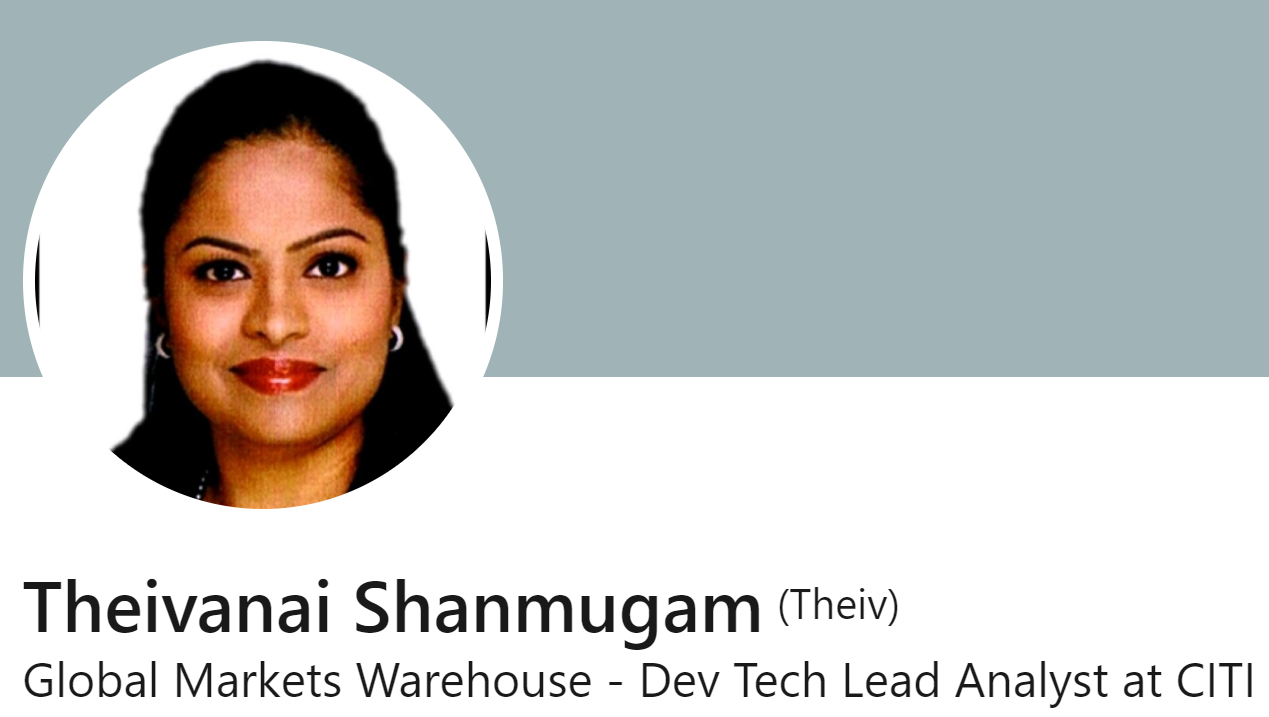 Theivanai Shanmugam (Theiv)
Global Markets Warehouse - Dev Tech Lead Analyst at CITI